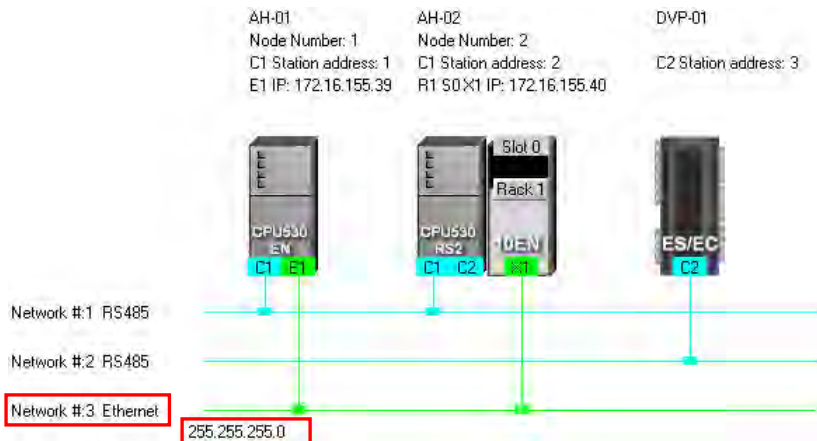 AH-01
Node Number: 1
C1 Station address: 1
E1 IP: 172.16.155.39
AH-02
Node Number: 2
C1 Station address: 2
R1 S0 X1 IP: 172.16.155.40
DVP-01
C2 Station address: 3
CPU530
EN
C1 E1
CPU530
RS2
C1 C2
Slot 0
Rack 1
10EN
X1
ES/EC
C2
Network #:1 RS485
Network #:2 RS485
Network #:3 Ethernet
255.255.255.0